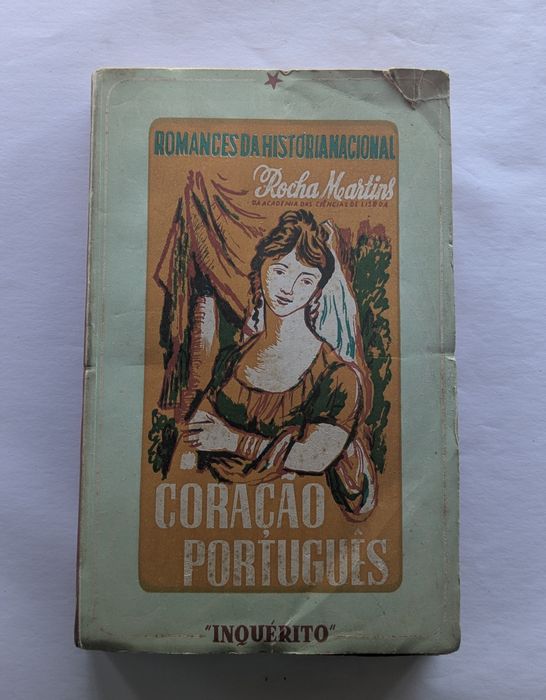 ROMANCES DA HISTÓRIA NACIONAL
Rocha Martins
DA ACADEMIA DAS CIÊNCIAS DE LISBOA
CORAÇÃO
PORTUGUÊS
"INQUÉRITO"